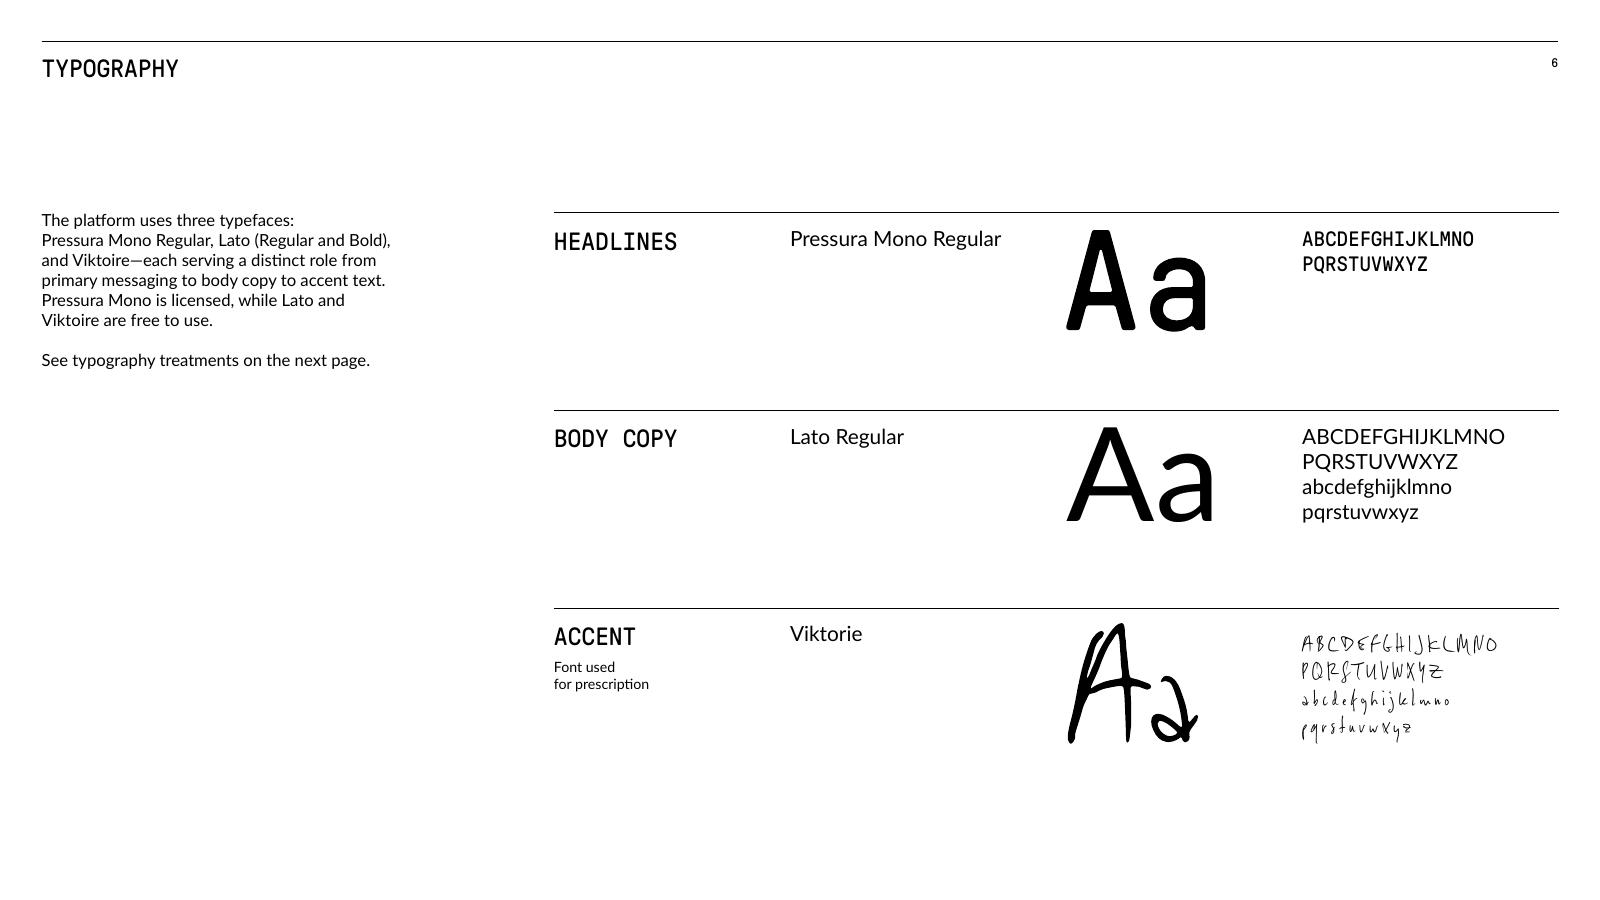 TYPOGRAPHY
6
The platform uses three typefaces:
Pressura Mono Regular, Lato (Regular and Bold),
and Viktoire—each serving a distinct role from
primary messaging to body copy to accent text.
Pressura Mono is licensed, while Lato and
Viktoire are free to use.
See typography treatments on the next page.
HEADLINES
Pressura Mono Regular
Aa
ABCDEFGHIJKLMNO
PQRSTUVWXYZ
BODY COPY
Lato Regular
Aa
ABCDEFGHIJKLMNO
PQRSTUVWXYZ
abcdefghijklmno
pqrstuvwxyz
ACCENT
Font used
for prescription
Viktorie
Aa
ABCDEFGHIJKLMNO
PQRSTUVWXYZ
abcdefghijklmno
pqrstuvwxyz